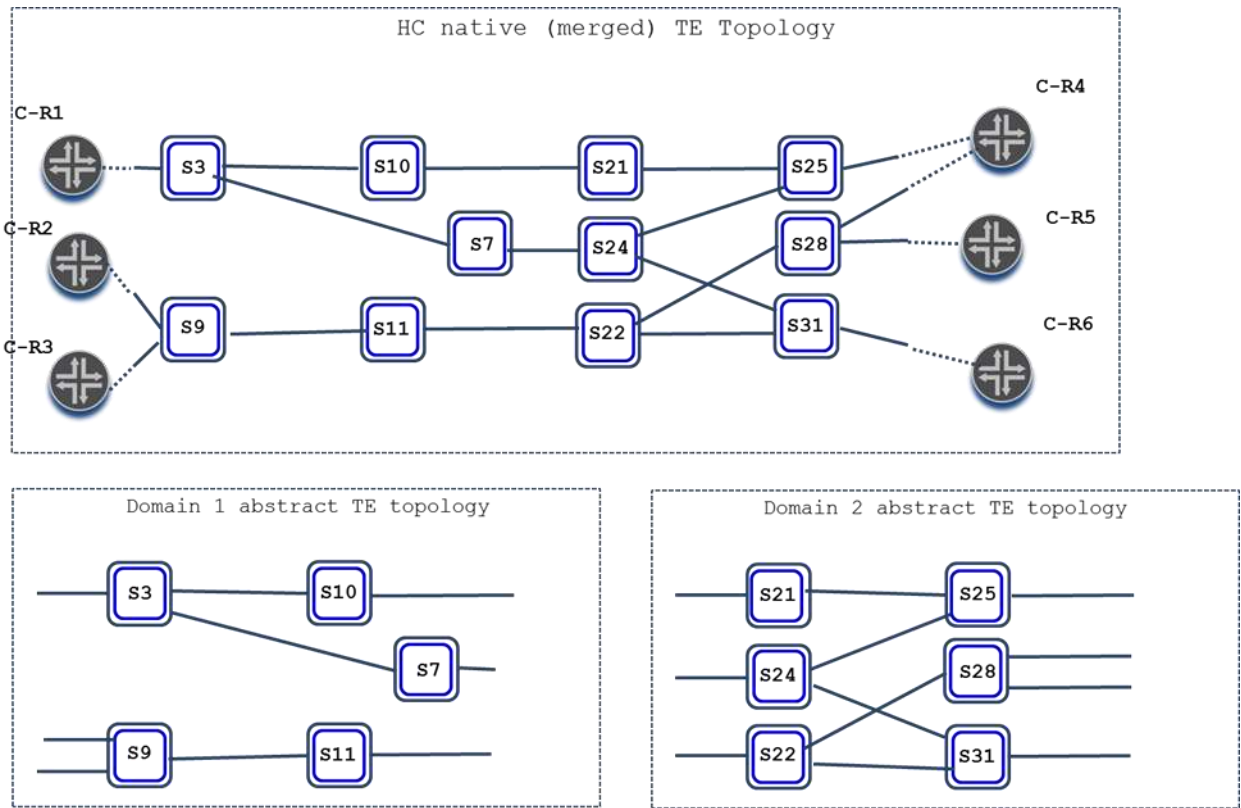 HC native (merged) TE Topology
C-R4
C-R1
S3
S10
S21
S25
C-R5
C-R2
S7
S24
S28
C-R6
C-R3
S9
S11
S22
S31
Domain 1 abstract TE topology
S3
S10
S7
S9
S11
Domain 2 abstract TE topology
S21
S25
S24
S28
S22
S31